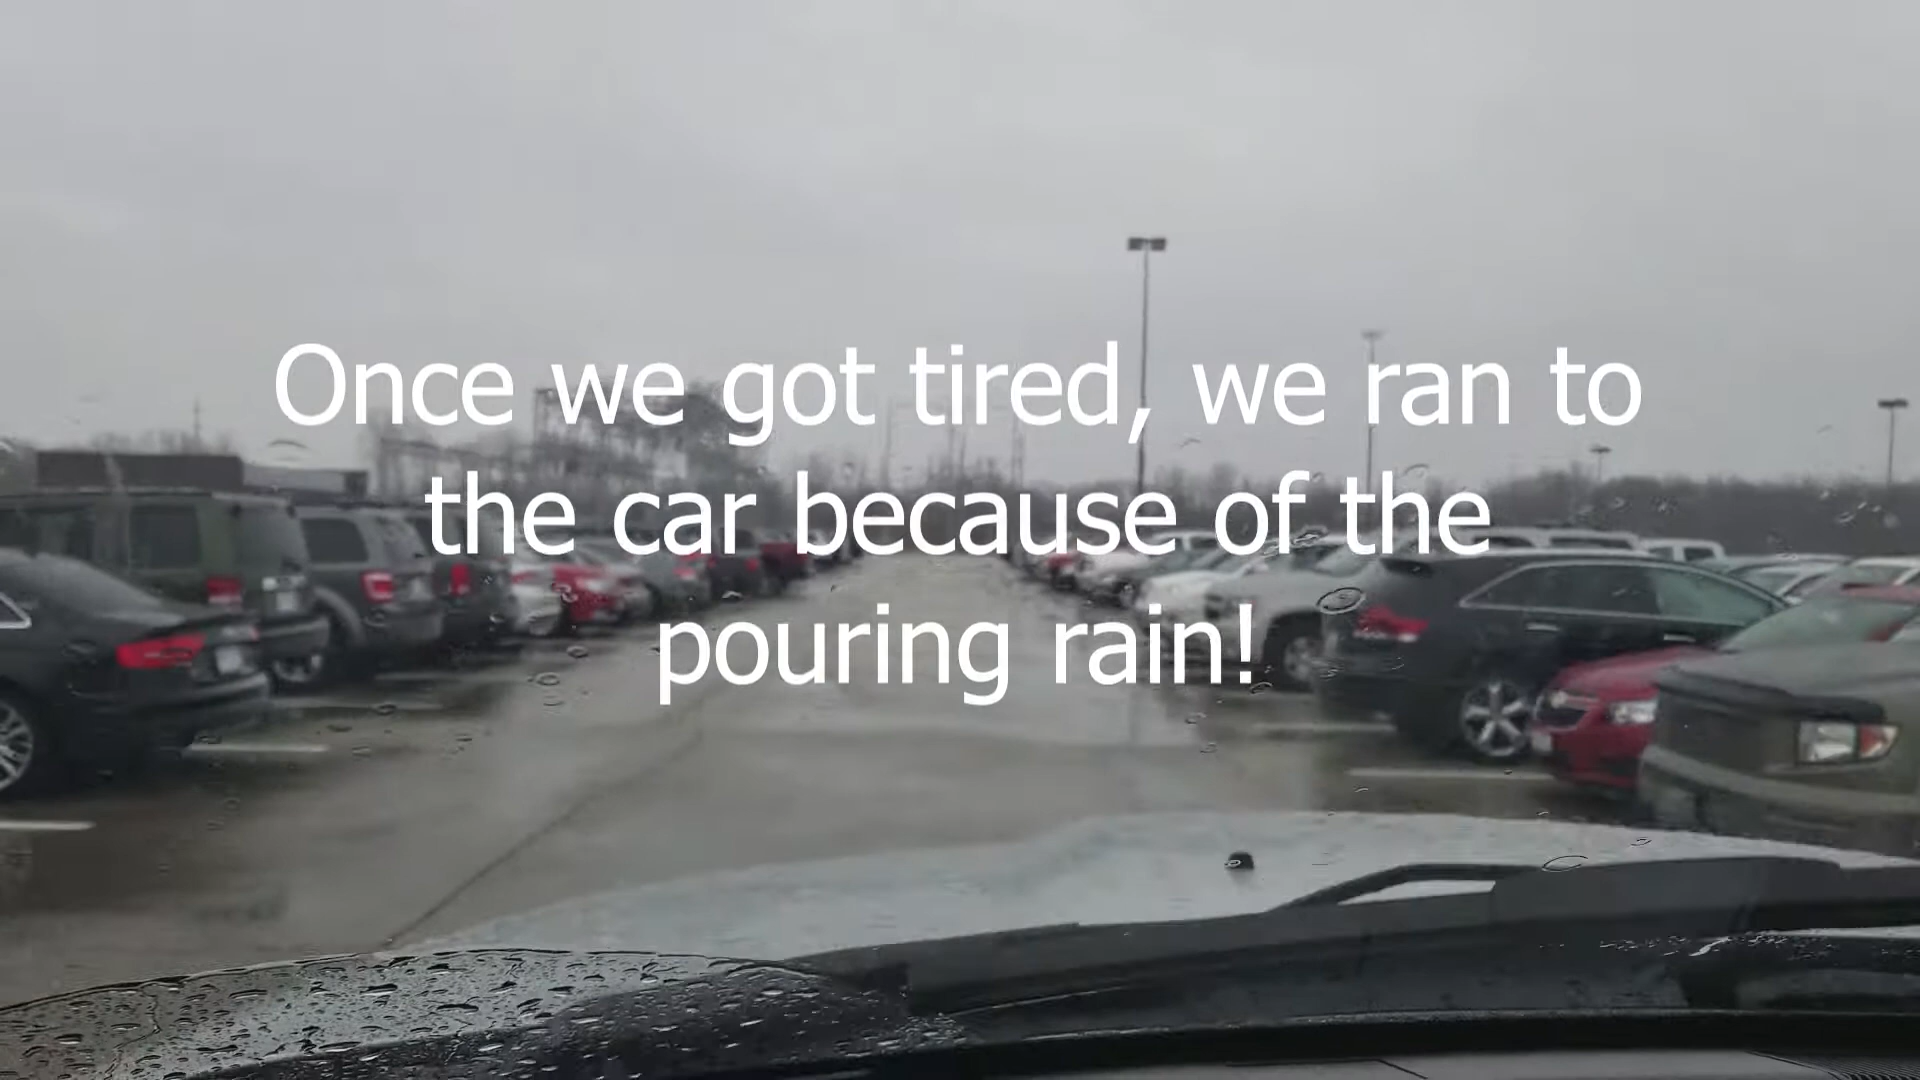 Once we got tired, we ran to
the car because of the
pouring rain!